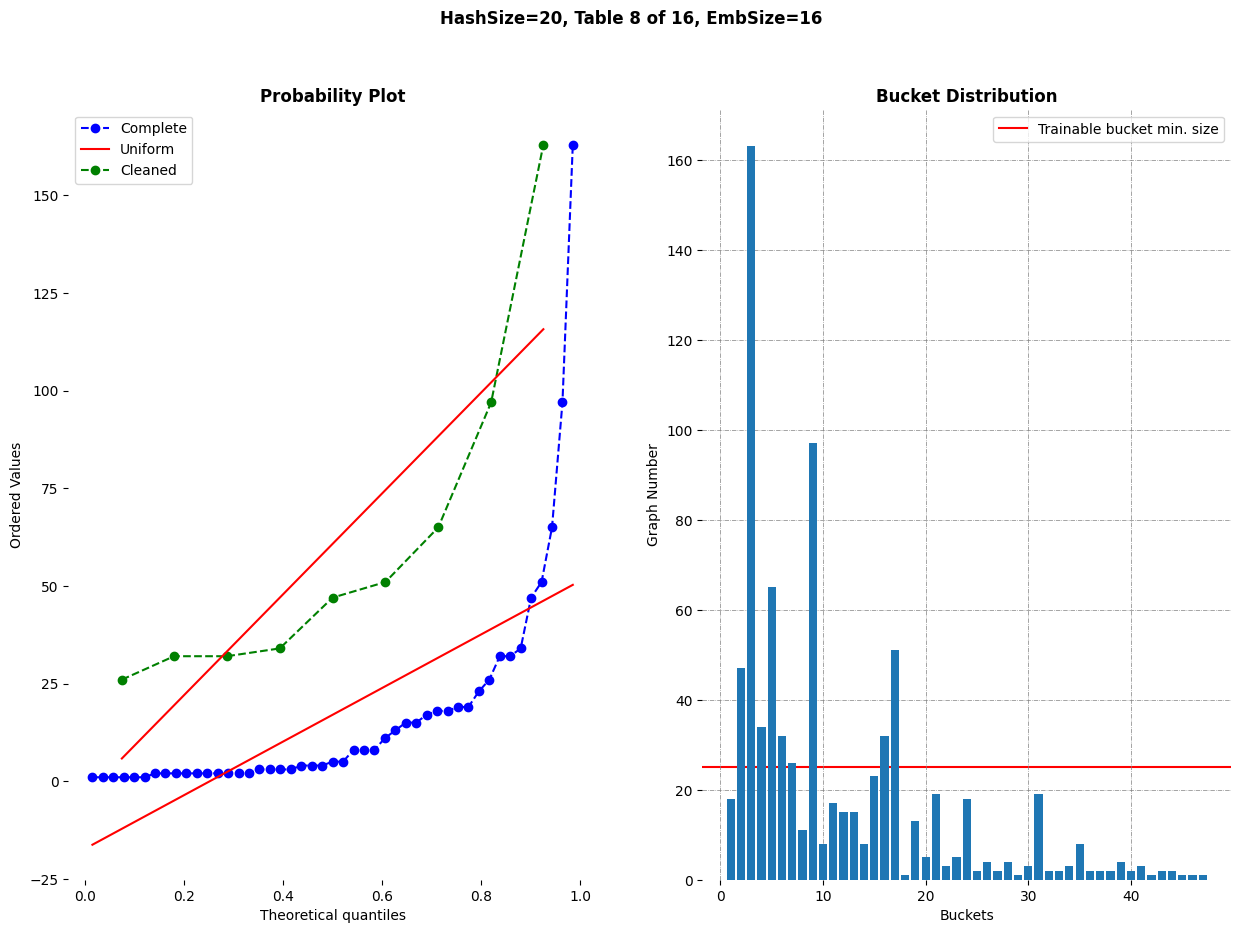 HashSize=20, Table 8 of 16, EmbSize=16
Probability Plot
Complete
Uniform
Cleaned
150
125
100
75
50
25
0
−25
0.0 0.2 0.4 0.6 0.8 1.0
Ordered Values
Theoretical quantiles
Bucket Distribution
Trainable bucket min. size
160
140
120
100
80
60
40
20
0
0 10 20 30 40
Graph Number
Buckets